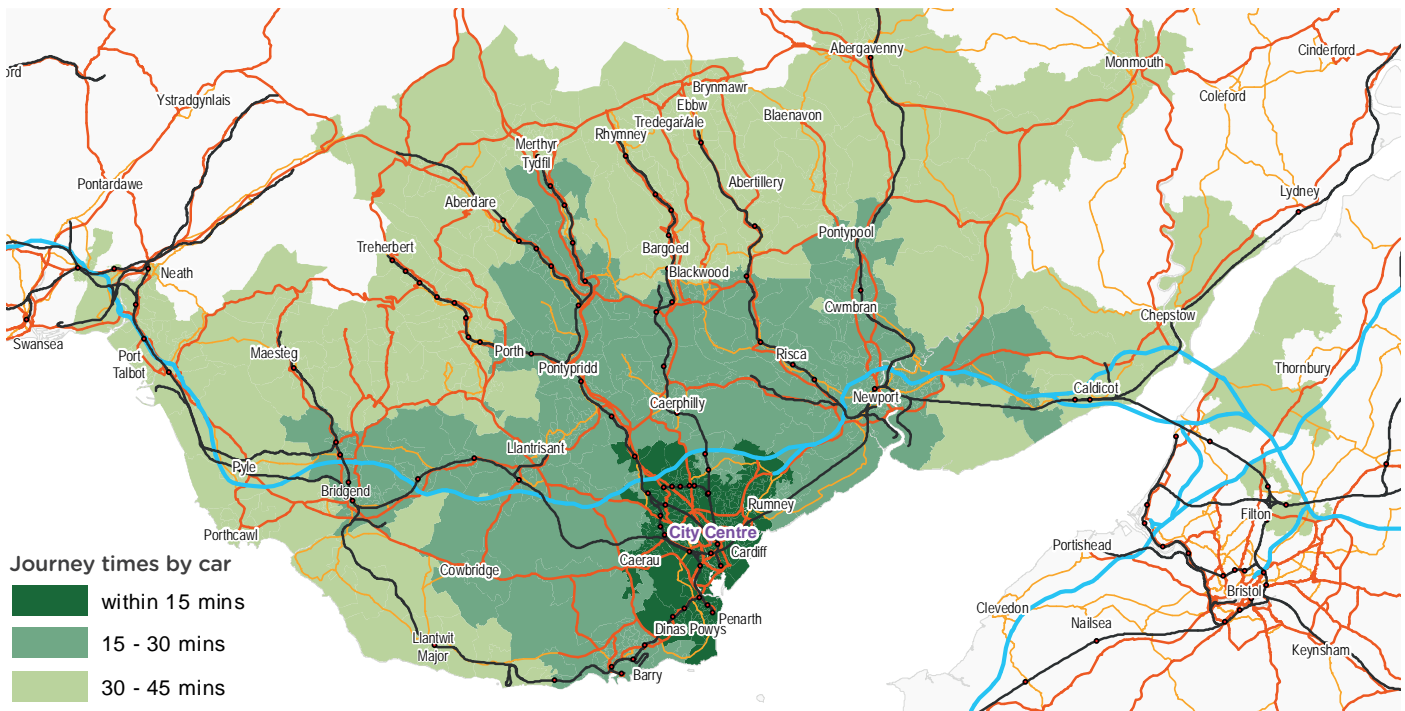 Abergavenny
Cinderford
Monmouth
ord
Ystradgynlais
Brynmawr
Coleford
Ebbw
Tredegar/ale
Blaenavon
Rhymney
Merthyr
Tydfil
Pontardawe
Abertillery
Lydney
Aberdare
Pontypool
Treherbert
Bargoed
Neath
Blackwood
Cwmbran
Chepstow
Swansea
Maesteg
Porth
Risca
Port
Talbot
Pontypridd
Thornbury
Caldicot
Newport
Caerphilly
Llantrisant
Pyle
Bridgend
Rumney
Filton
Porthcawl
City Centre
Portishead
Cardiff
Journey times by car
Caerau
Cowbridge
Bristol
within 15 mins
Clevedon
Penarth
Nailsea
Dinas Powys
15 - 30 mins
Llantwit
Major
Keynsham
Barry
30 - 45 mins